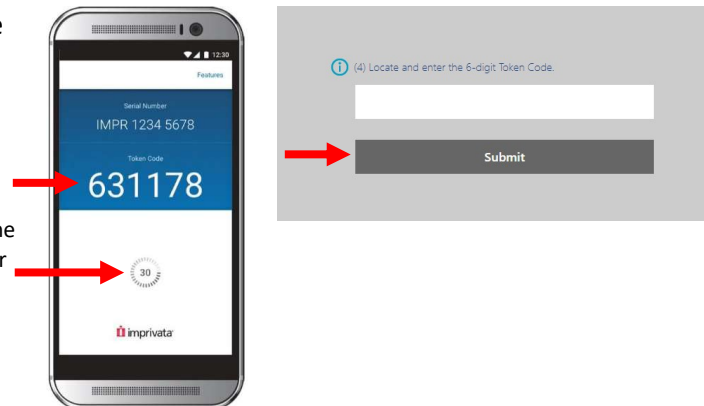 e
12:30
Features
Serial Number
IMPR 1234 5678
Token Code
631178
ne
r
30
imprivata
(4) Locate and enter the 6-digit Token Code.
Submit